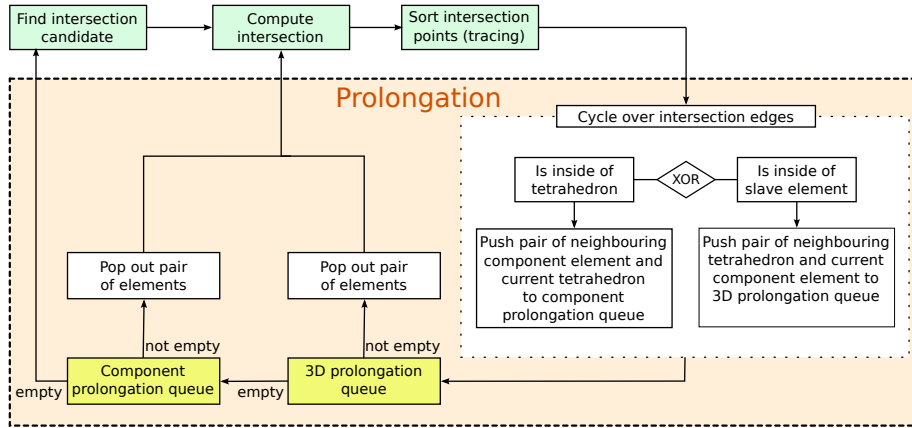 Find intersection
candidate
Compute
intersection
Sort intersection
points (tracing)
Prolongation
Cycle over intersection edges
Is inside of
tetrahedron
XOR
Is inside of
slave element
Push pair of neighbouring
component element and
current tetrahedron
to component
prolongation queue
Push pair of neighbouring
tetrahedron and current
component element to
3D prolongation queue
Pop out pair
of elements
Pop out pair
of elements
not empty
not empty
Component
prolongation queue
3D prolongation
queue
empty
empty